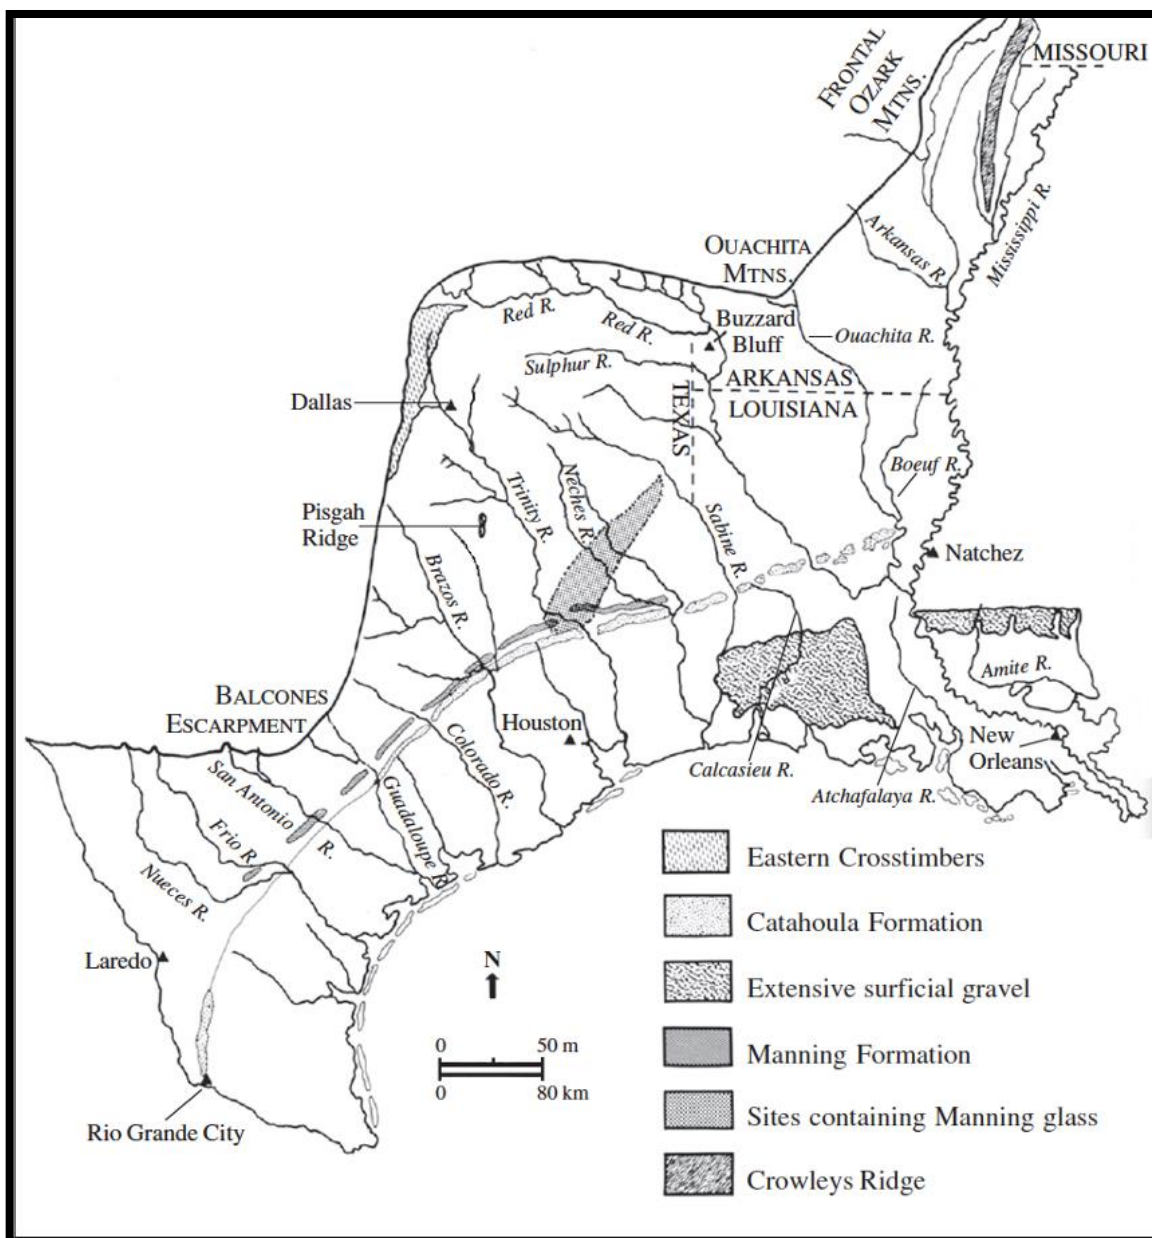 FRONTAL
OZARK
MTNS.
MISSOURI
Mississippi R.
Arkansas R.
OUACHITA
MTNS.
Red R.
Red R.
Buzzard
Bluff
Ouachita R.
Sulphur R.
ARKANSAS
LOUISIANA
TEXAS
Dallas
Boeuf R.
Trinity R.
Neches R.
Sabine R.
Pisgah
Ridge
Natchez
Brazos R.
Amite R.
BALCONES
ESCARPMENT
Houston
Colorado R.
Calcasieu R.
New
Orleans
Atchafalaya R.
San Antonio
R.
Guadaloupe R.
Frio R.
Nueces R.
Laredo
Rio Grande City
N
0 50 m
0 80 km
Eastern Crosstimbers
Catahoula Formation
Extensive surficial gravel
Manning Formation
Sites containing Manning glass
Crowleys Ridge